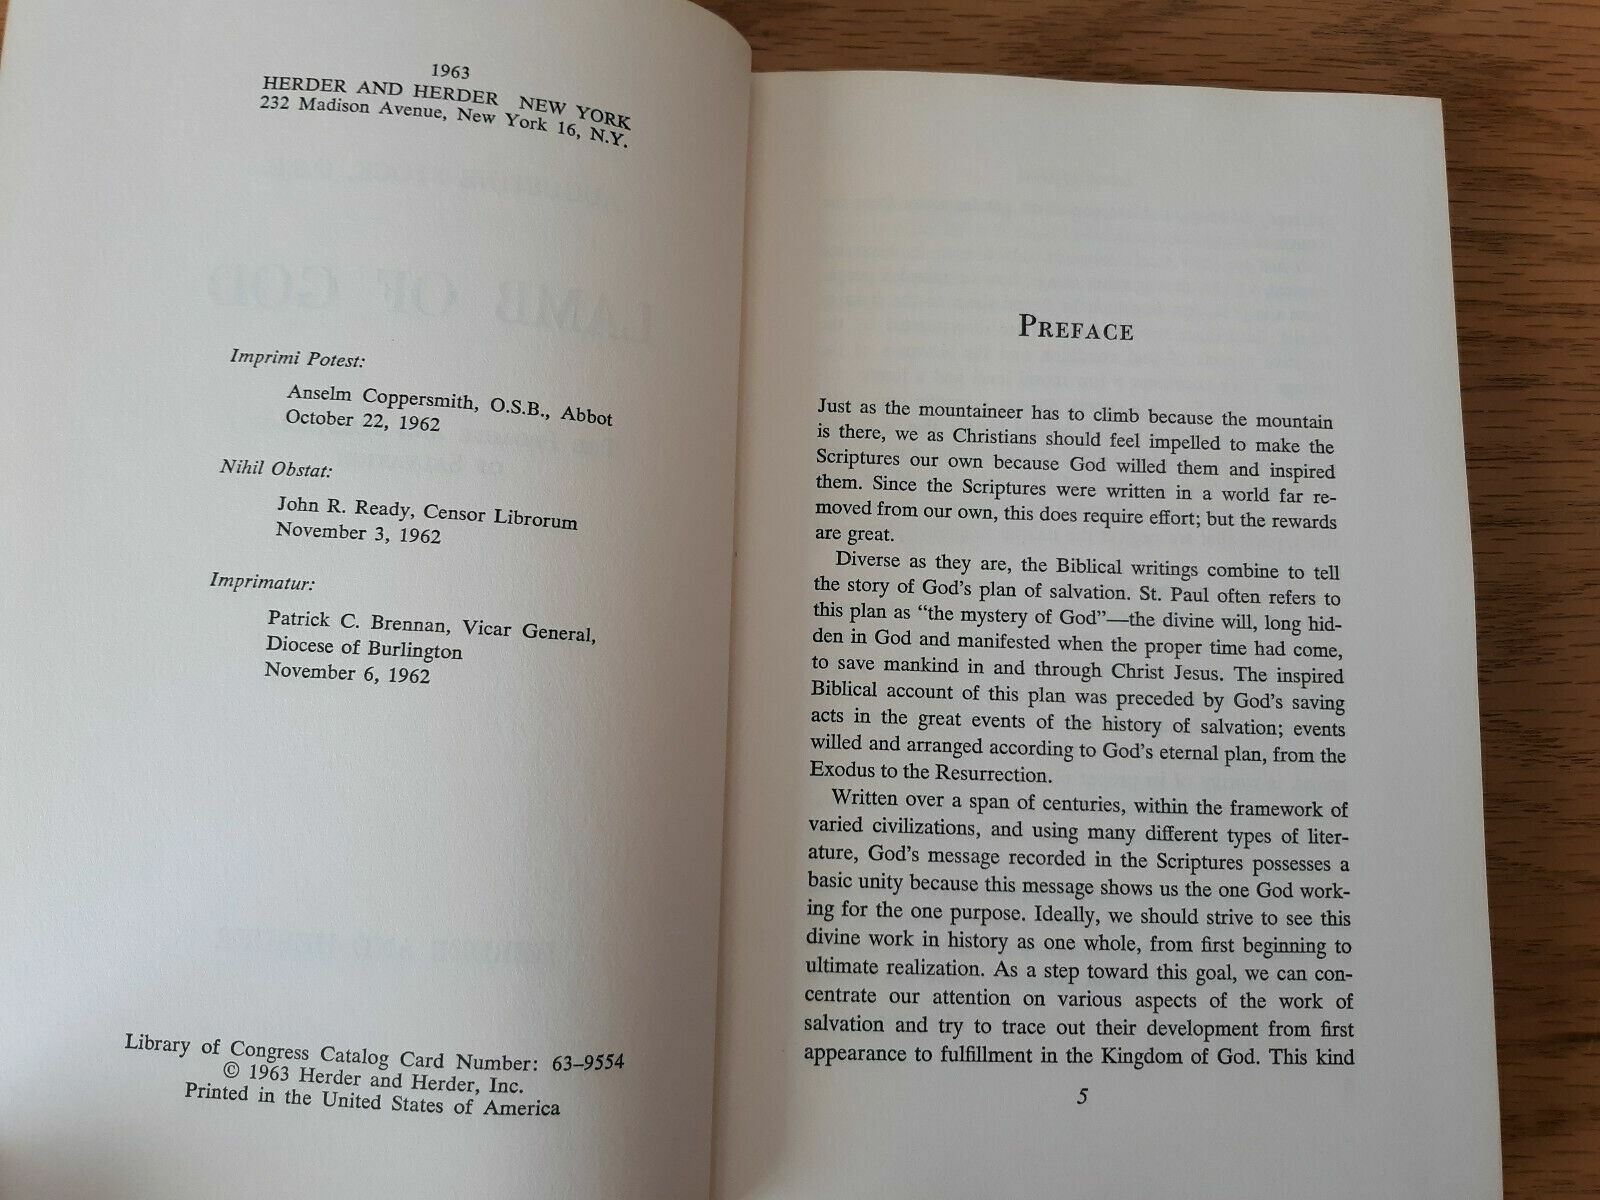 1963
HERDER AND HERDER NEW YORK
232 Madison Avenue, New York 16, N.Y.
LAMB OF GOD
Imprimi Potest:
Anselm Coppersmith, O.S.B., Abbot
October 22, 1962
Nihil Obstat:
John R. Ready, Censor Librorum
November 3, 1962
Imprimatur:
Patrick C. Brennan, Vicar General,
Diocese of Burlington
November 6, 1962
Library of Congress Catalog Card Number: 63–9554
© 1963 Herder and Herder, Inc.
Printed in the United States of America
PREFACE
Just as the mountaineer has to climb because the mountain
is there, we as Christians should feel impelled to make the
Scriptures our own because God willed them and inspired
them. Since the Scriptures were written in a world far re-
moved from our own, this does require effort; but the rewards
are great.
Diverse as they are, the Biblical writings combine to tell
the story of God's plan of salvation. St. Paul often refers to
this plan as "the mystery of God"—the divine will, long hid-
den in God and manifested when the proper time had come,
to save mankind in and through Christ Jesus. The inspired
Biblical account of this plan was preceded by God's saving
acts in the great events of the history of salvation; events
willed and arranged according to God's eternal plan, from the
Exodus to the Resurrection.
Written over a span of centuries, within the framework of
varied civilizations, and using many different types of liter-
ature, God's message recorded in the Scriptures possesses a
basic unity because this message shows us the one God work-
ing for the one purpose. Ideally, we should strive to see this
divine work in history as one whole, from first beginning to
ultimate realization. As a step toward this goal, we can con-
centrate our attention on various aspects of the work of
salvation and try to trace out their development from first
appearance to fulfillment in the Kingdom of God. This kind
5